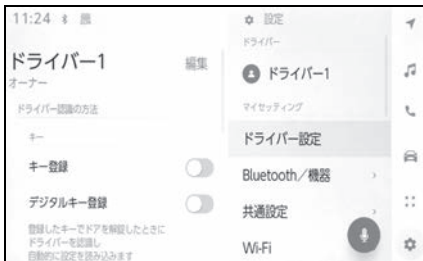 11:24
ドライバー1
編集
オーナー
ドライバー認識の方法
キー
キー登録
デジタルキー登録
登録したキーでドアを解錠したときに
ドライバーを認識し
自動的に設定を読み込みます
設定
ドライバー
ドライバー1
マイセッティング
ドライバー設定
Bluetooth／機器
共通設定
Wi-Fi